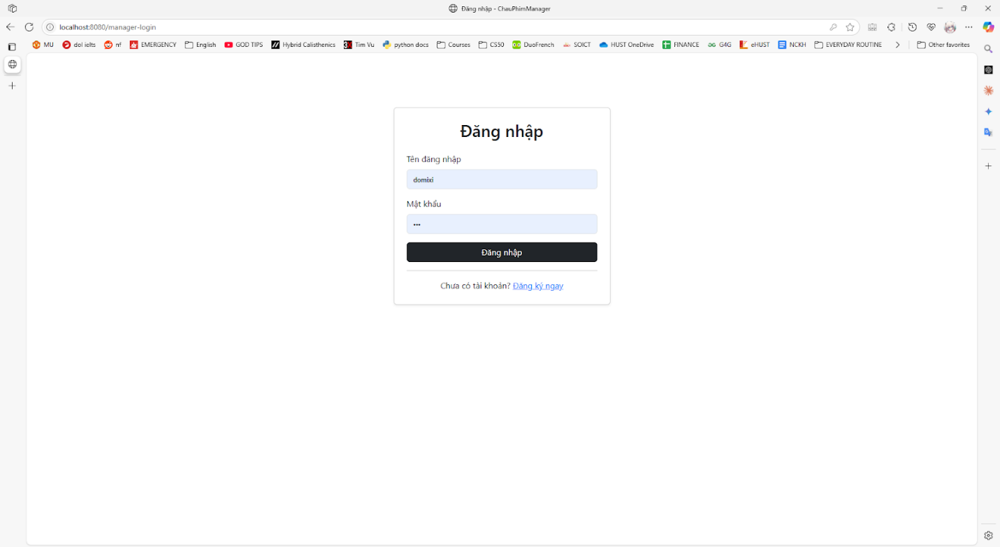 Đăng nhập - ChauPhimManager
localhost:8080/manager-login
MU dol ielts nf EMERGENCY English GOD TIPS Hybrid Calisthenics 3X Tim Vu python docs Courses CS50 DuoFrench SOICT HUST OneDrive FINANCE G4G eHUST NCKH EVERYDAY ROUTINE Other favorites
Đăng nhập
Tên đăng nhập
domixi
Mật khẩu
•••
Đăng nhập
Chưa có tài khoản? Đăng ký ngay